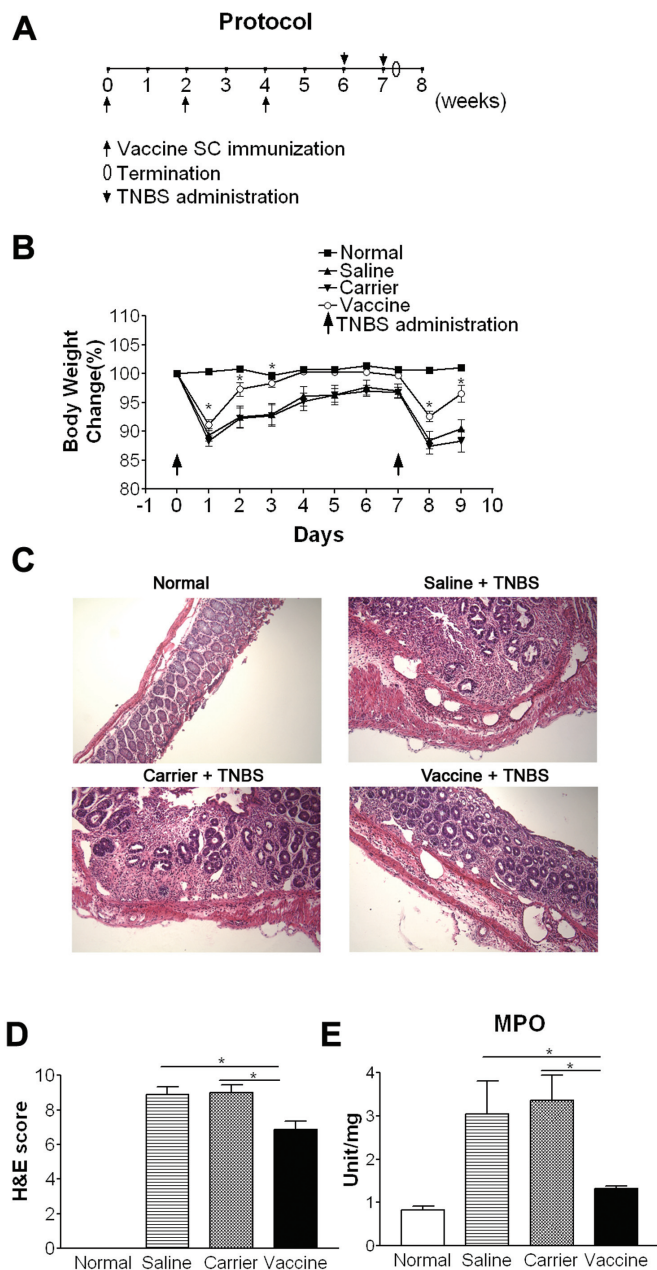 A
Protocol
0 1 2 3 4 5 6 7 8
(weeks)
Vaccine SC immunization
Termination
TNBS administration
B
Normal
Saline
Carrier
Vaccine
TNBS administration
110
105
100
95
90
85
80
Body Weight
Change(%)
* * * * *
-1 0 1 2 3 4 5 6 7 8 9 10
Days
C
Normal
Saline + TNBS
Carrier + TNBS
Vaccine + TNBS
D
*
*
10
8
6
4
2
0
H&E score
Normal Saline Carrier Vaccine
E
MPO
*
*
4
3
2
1
0
Unit/mg
Normal Saline Carrier Vaccine